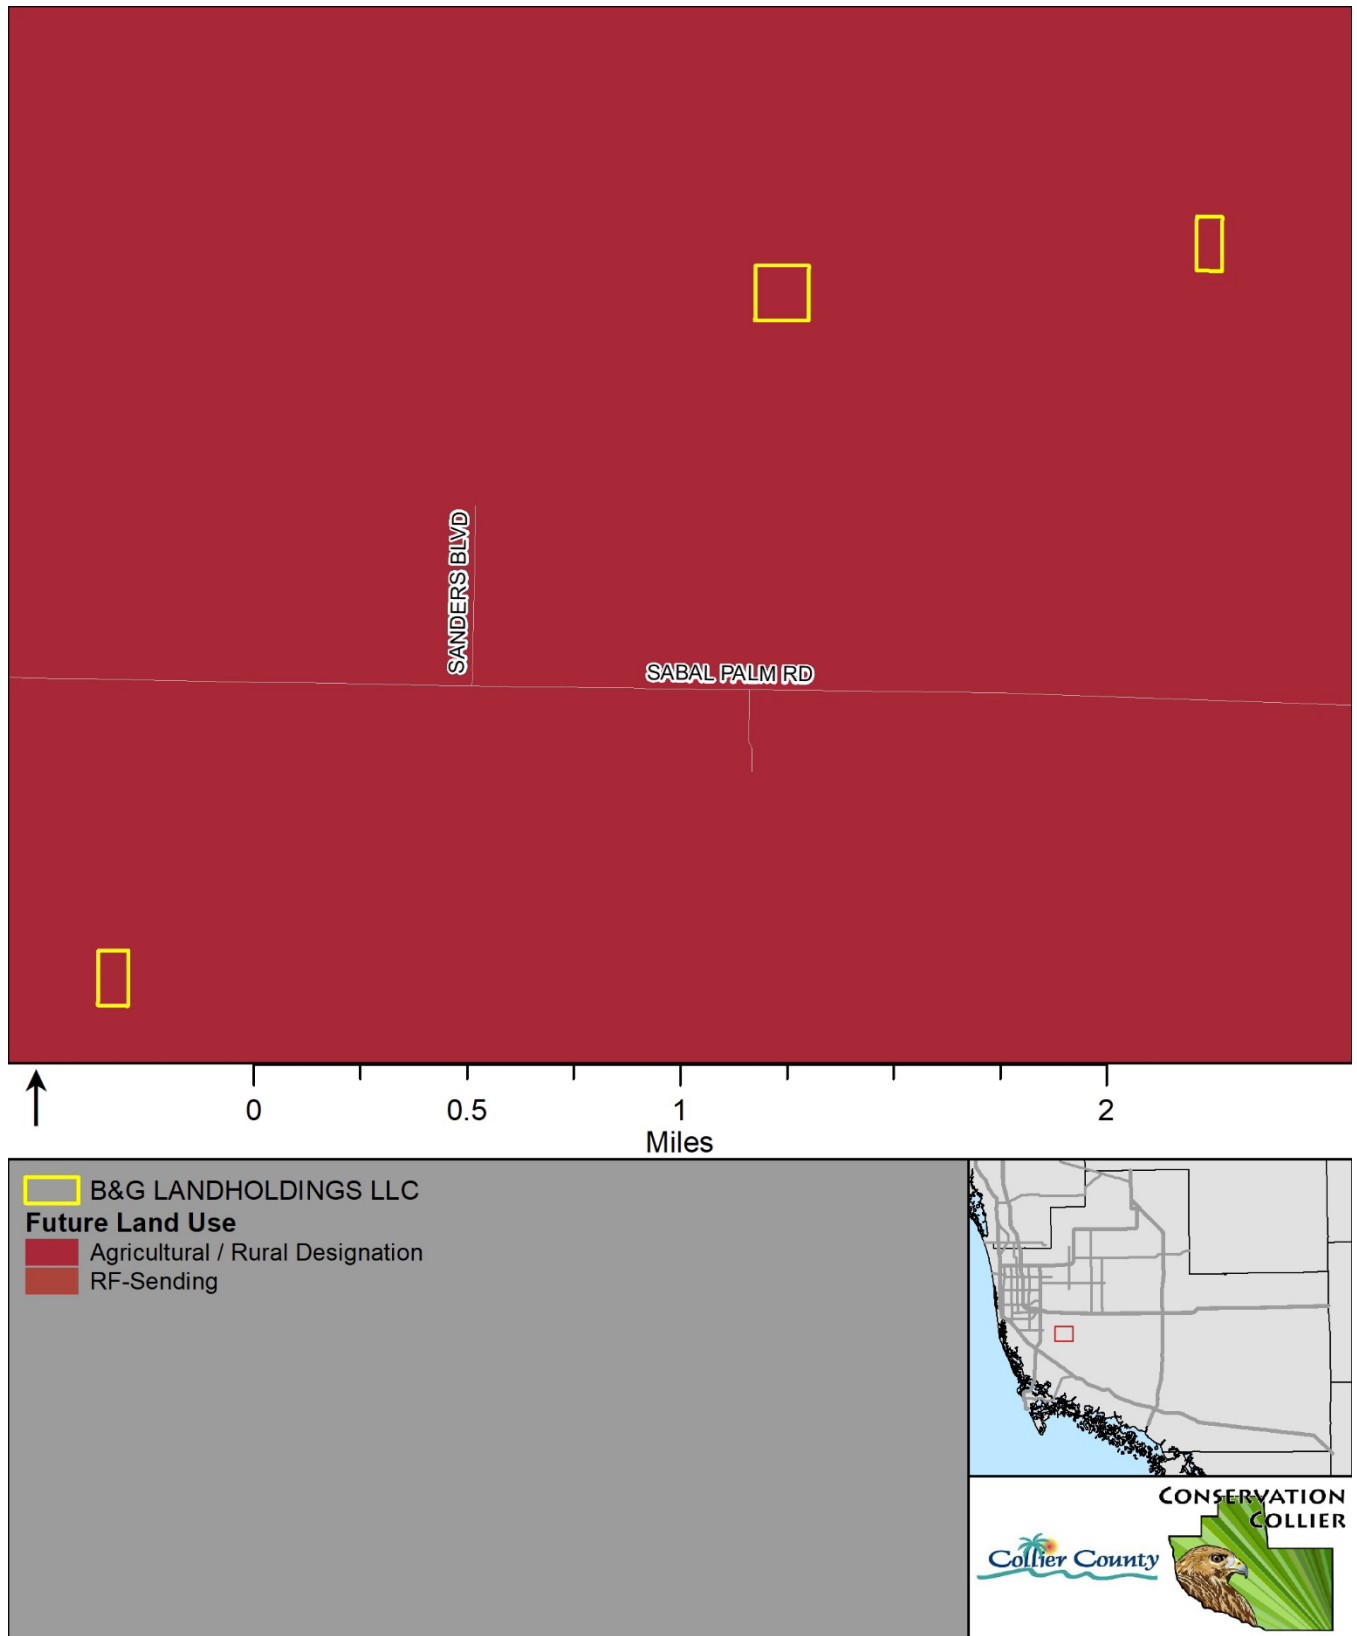 SANDERS BLVD
SABAL PALM RD
0 0.5 1 2
Miles
B&G LANDHOLDINGS LLC
Future Land Use
Agricultural / Rural Designation
RF-Sending
CONSERVATION
COLLIER
Collier County